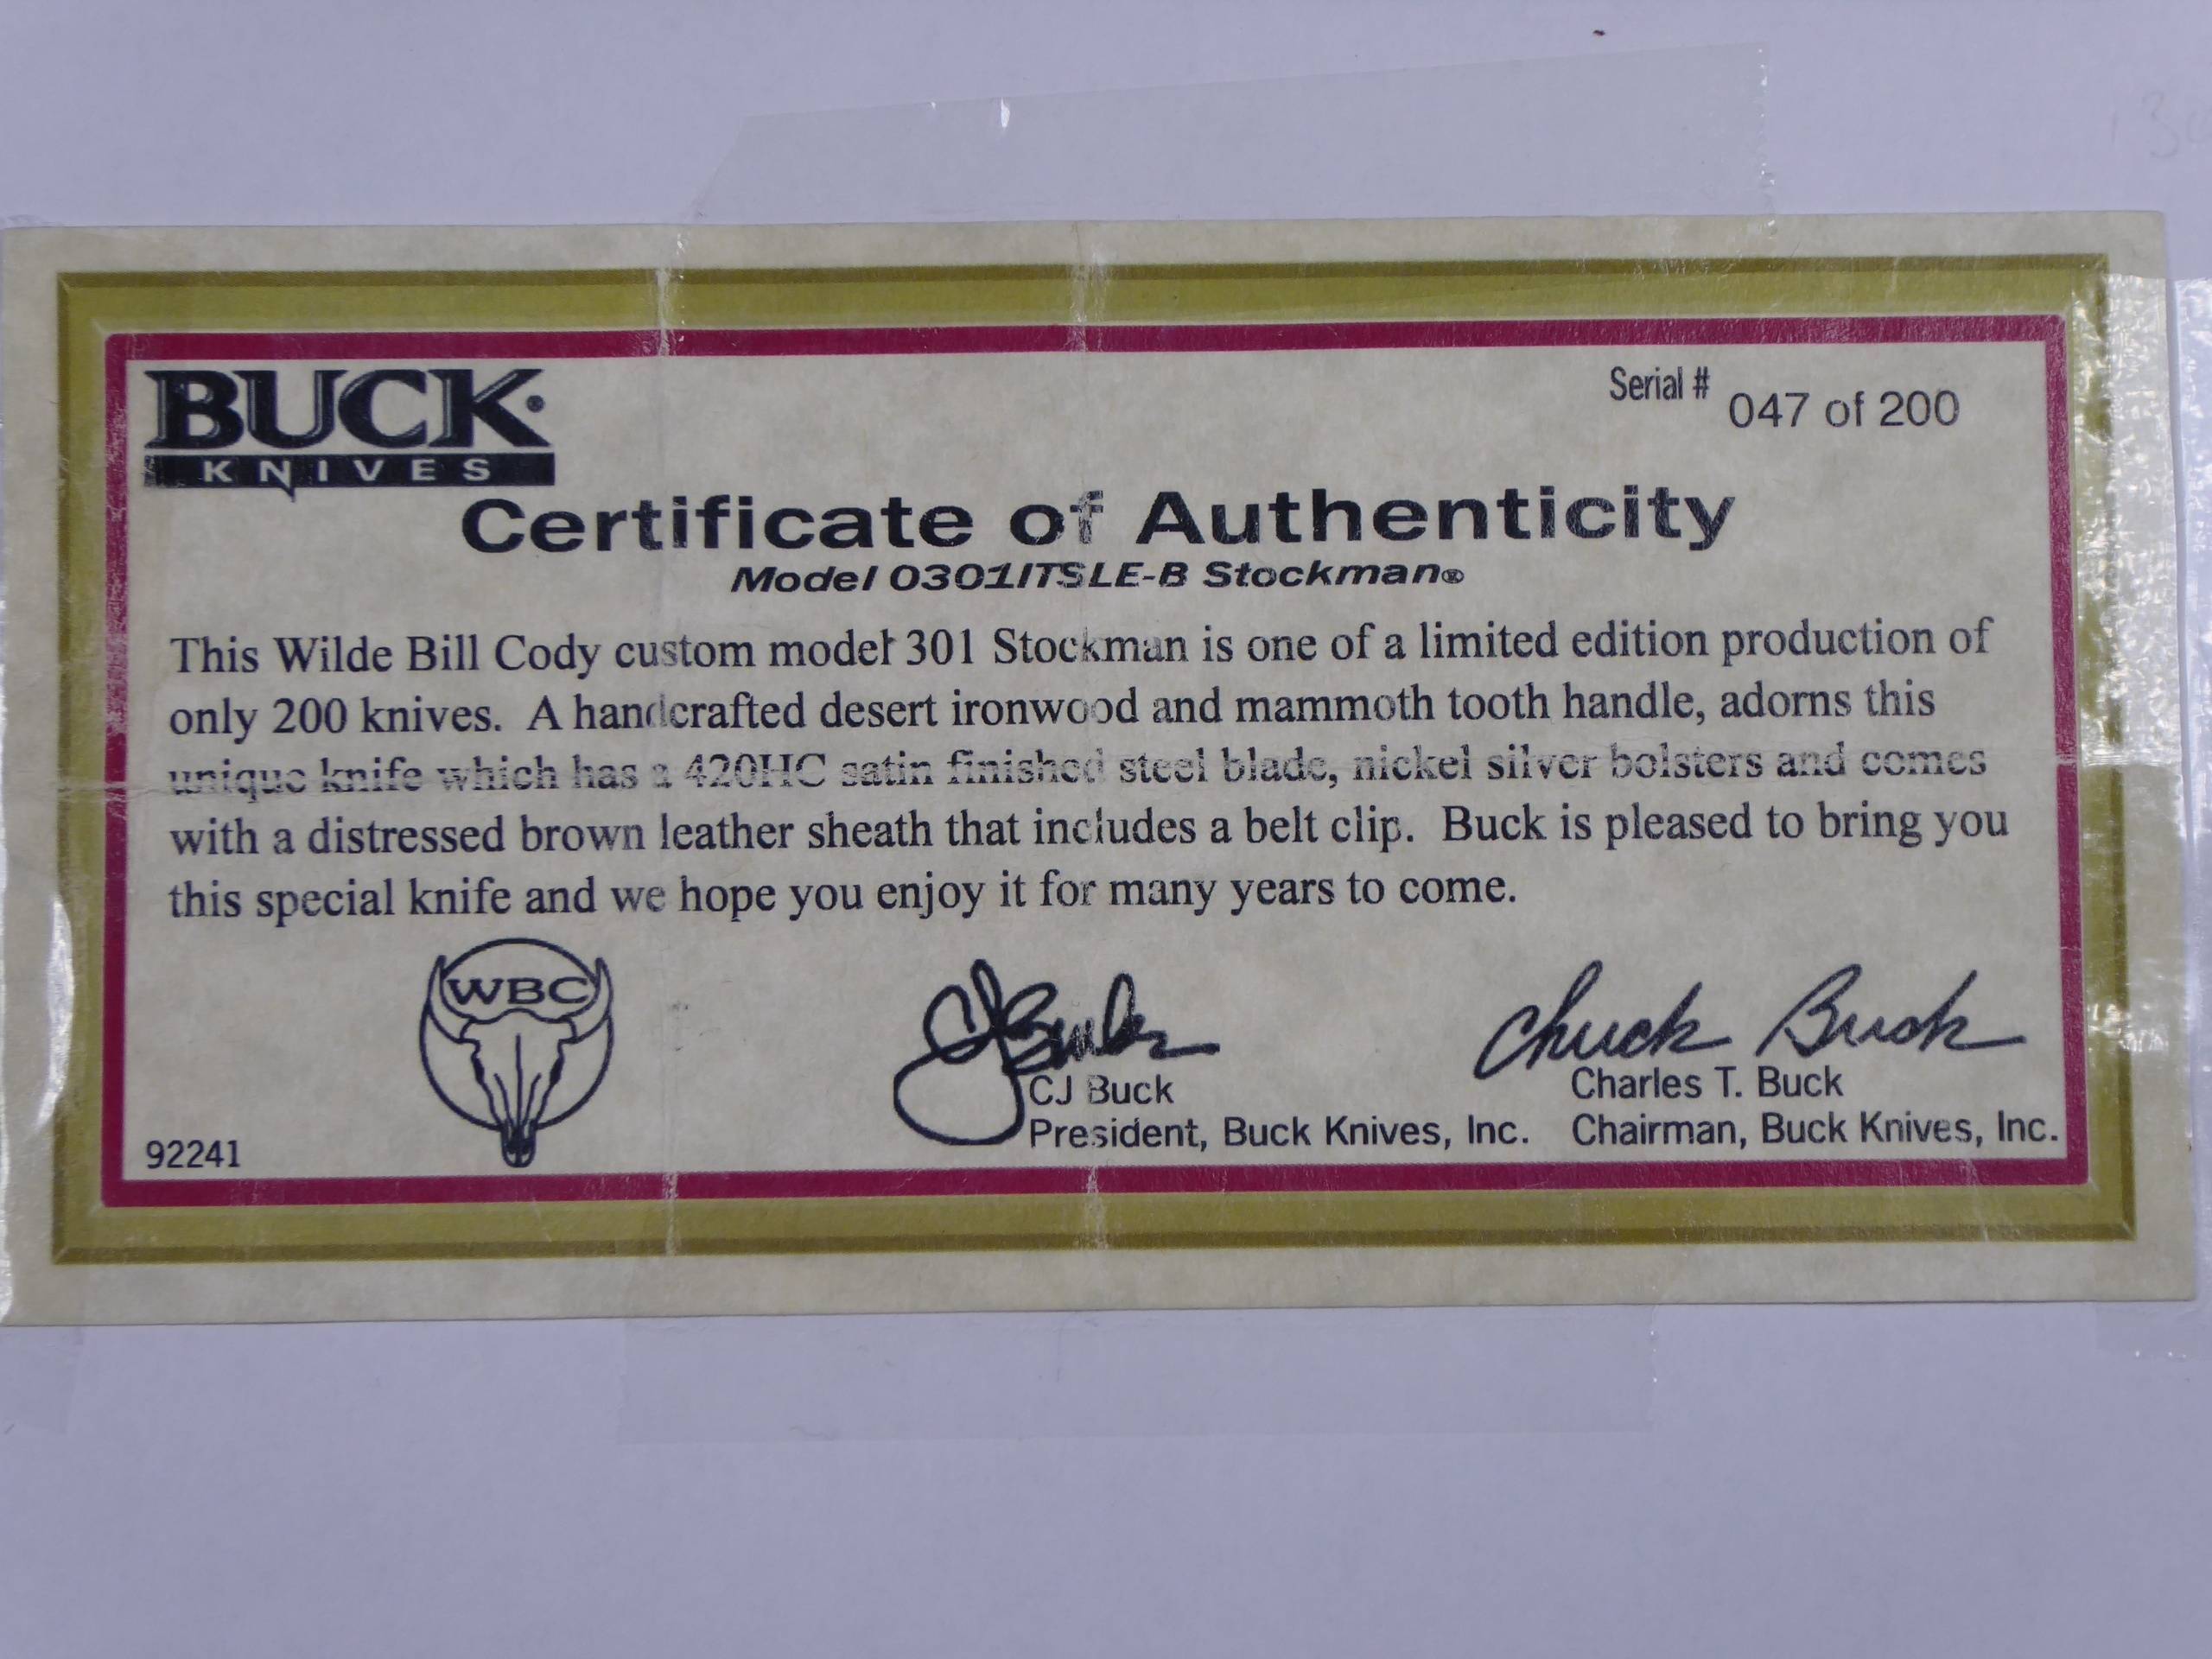 BUCK
KNIVES
Serial # 047 of 200
Certificate of Authenticity
Model 0301ITSLE-B Stockman®
This Wilde Bill Cody custom model 301 Stockman is one of a limited edition production of
only 200 knives. A handcrafted desert ironwood and mammoth tooth handle, adorns this
unique knife which has a 420HC satin finished steel blade, nickel silver bolsters and comes
with a distressed brown leather sheath that includes a belt clip. Buck is pleased to bring you
this special knife and we hope you enjoy it for many years to come.
WBC
CJ Buck
Chuck Buck
CJ Buck
Charles T. Buck
President, Buck Knives, Inc.
Chairman, Buck Knives, Inc.
92241